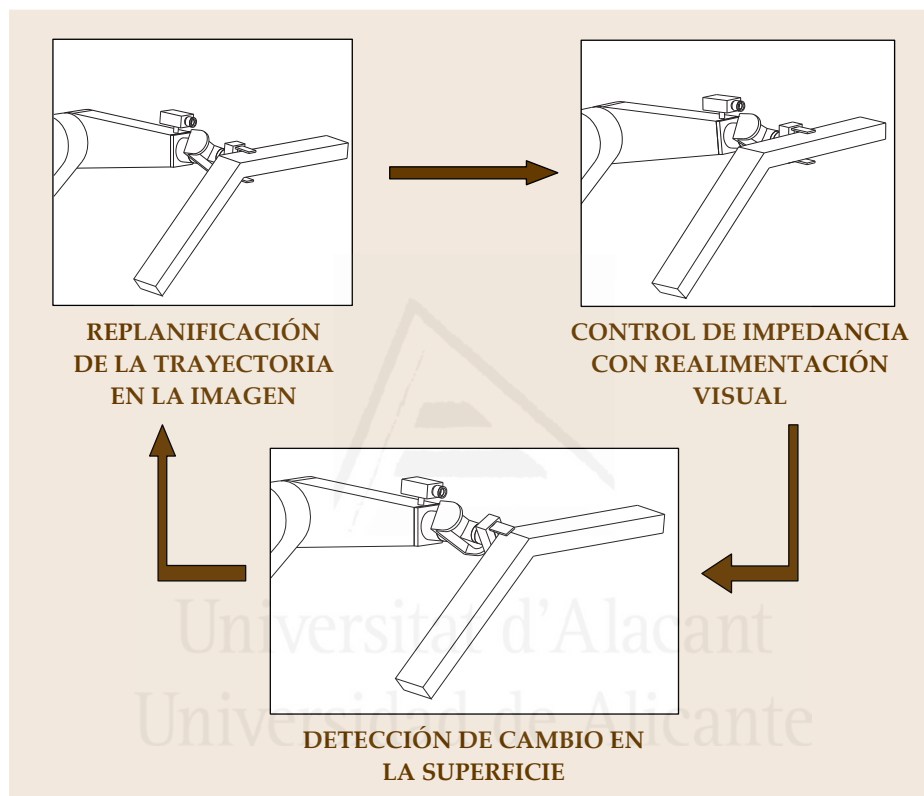 REPLANIFICACIÓN
DE LA TRAYECTORIA
EN LA IMAGEN
CONTROL DE IMPEDANCIA
CON REALIMENTACIÓN
VISUAL
Universitat d'Alacant
Universidad de Alicante
DETECCIÓN DE CAMBIO EN
LA SUPERFICIE